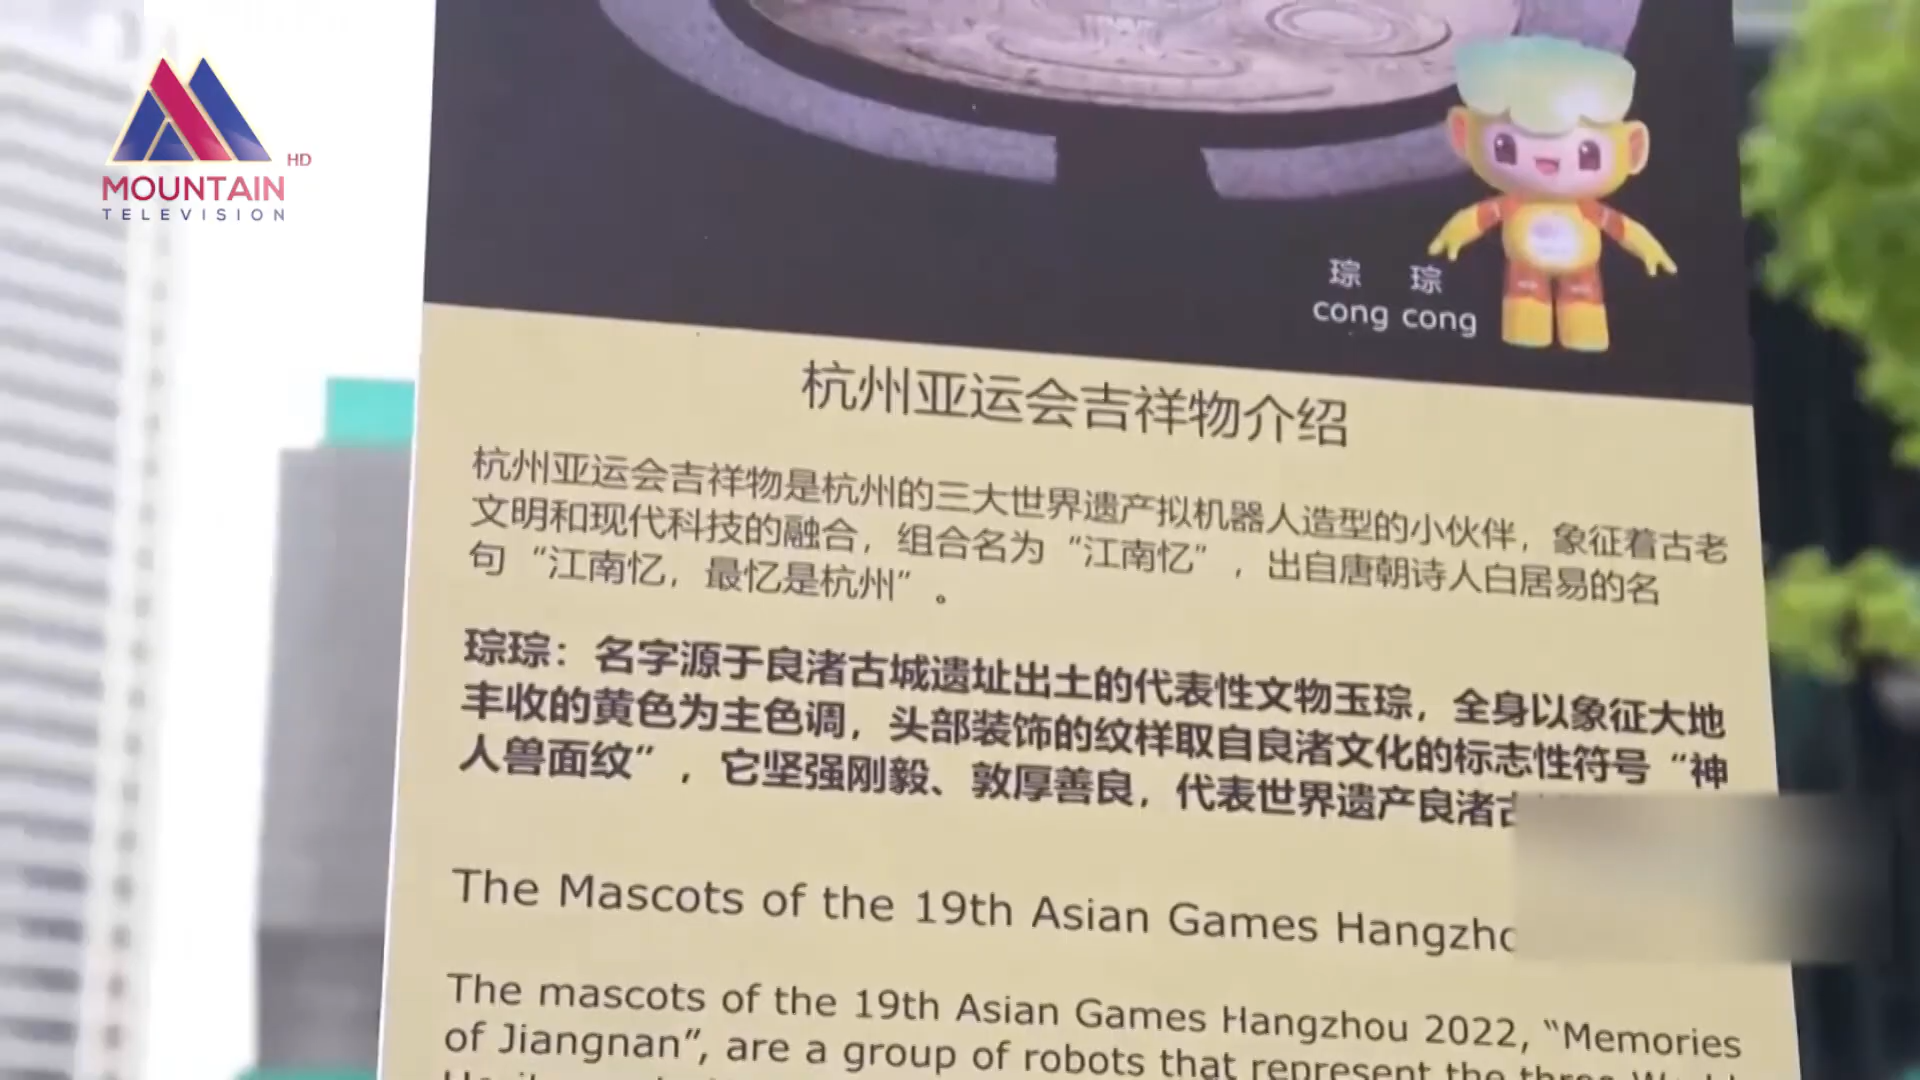 HD
MOUNTAIN
TELEVISION
琮 琮
cong cong
杭州亚运会吉祥物介绍
杭州亚运会吉祥物是杭州的三大世界遗产拟机器人造型的小伙伴，象征着古老
文明和现代科技的融合，组合名为“江南忆”，出自唐朝诗人白居易的名
句“江南忆，最忆是杭州”。
琮琮：名字源于良渚古城遗址出土的代表性文物玉琮，全身以象征大地
丰收的黄色为主色调，头部装饰的纹样取自良渚文化的标志性符号“神
人兽面纹”，它坚强刚毅、敦厚善良，代表世界遗产良渚古
The Mascots of the 19th Asian Games Hangzho
The mascots of the 19th Asian Games Hangzhou 2022, “Memories
of Jiangnan”, are a group of robots that represent the three World